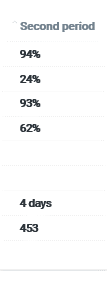 Second period
94%
24%
93%
62%
4 days
453